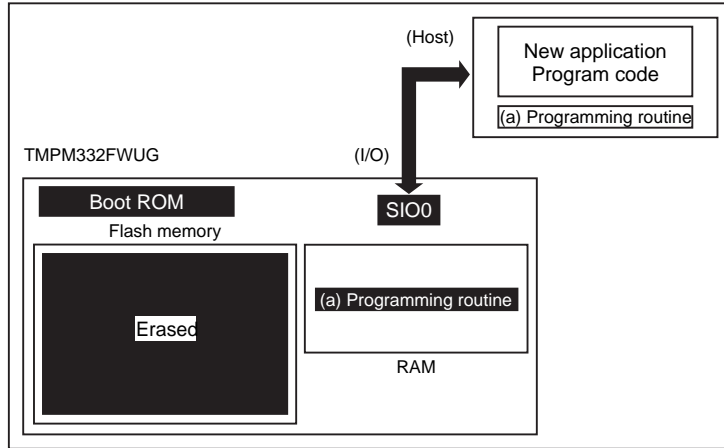 (Host)
New application
Program code
(a) Programming routine
TMPM332FWUG
(I/O)
Boot ROM
SIO0
Flash memory
(a) Programming routine
Erased
RAM